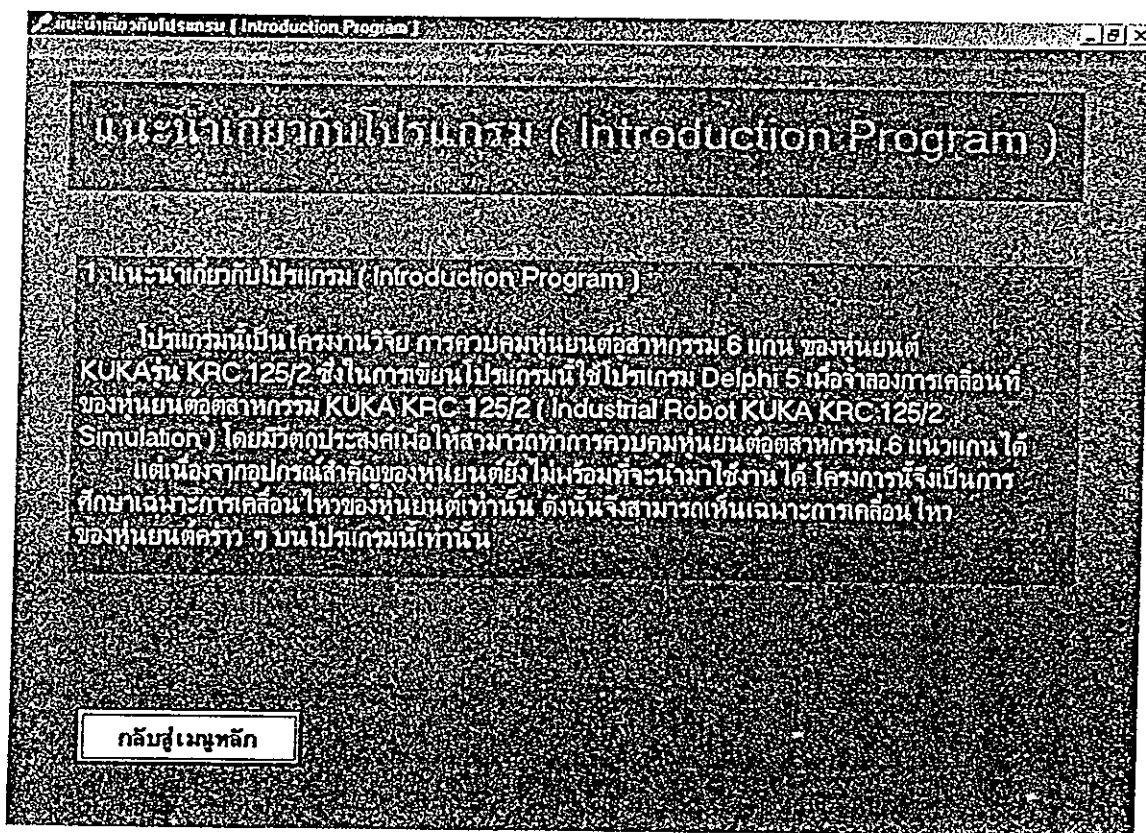 แนะนำเกี่ยวกับโปรแกรม ( Introduction Program )
แนะนำเกี่ยวกับโปรแกรม ( Introduction Program )
1. แนะนำเกี่ยวกับโปรแกรม ( Introduction Program )
โปรแกรมนี้เป็นโครงงานวิจัย การควบคุมหุ่นยนต์อสาหกรรม 6 แกน ของหุ่นยนต์
KUKAรุ่น KRC 125/2 ซึ่งในการเขียนโปรแกรมนี้ใช้โปรแกรม Delphi 5 เพื่อจำลองการเคลื่อนที่
ของหุ่นยนต์อุตสาหกรรม KUKA KRC 125/2 ( Industrial Robot KUKA KRC 125/2
Simulation ) โดยมีวัตถุประสงค์เพื่อให้สามารถทำการควบคุมหุ่นยนต์อุตสาหกรรม 6 แนวแกนได้
แต่เนื่องจากอุปกรณ์สำคัญของหุ่นยนต์ยังไม่พร้อมที่จะนำมาใช้งานได้ โครงการนี้จึงเป็นการ
ศึกษาเฉพาะการเคลื่อนไหวของหุ่นยนต์เท่านั้น ดังนั้นจึงสามารถเห็นเฉพาะการเคลื่อนไหว
ของหุ่นยนต์คร่าว ๆ บนโปรแกรมนี้เท่านั้น
กลับสู่เมนูหลัก